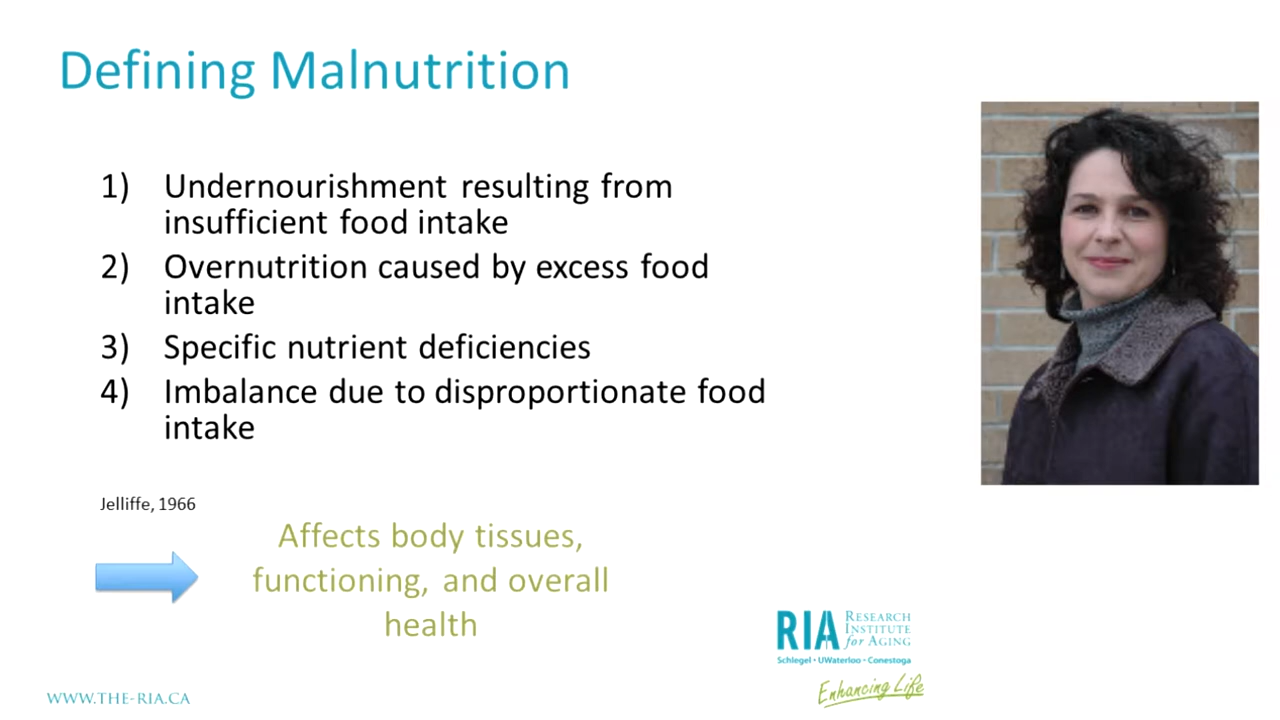 Defining Malnutrition
1) Undernourishment resulting from
insufficient food intake
2) Overnutrition caused by excess food
intake
3) Specific nutrient deficiencies
4) Imbalance due to disproportionate food
intake
Jelliffe, 1966
Affects body tissues,
functioning, and overall
health
RIA RESEARCH
INSTITUTE
for AGING
Schlegel • UWaterloo • Conestoga
Enhancing Life
WWW.THE-RIA.CA